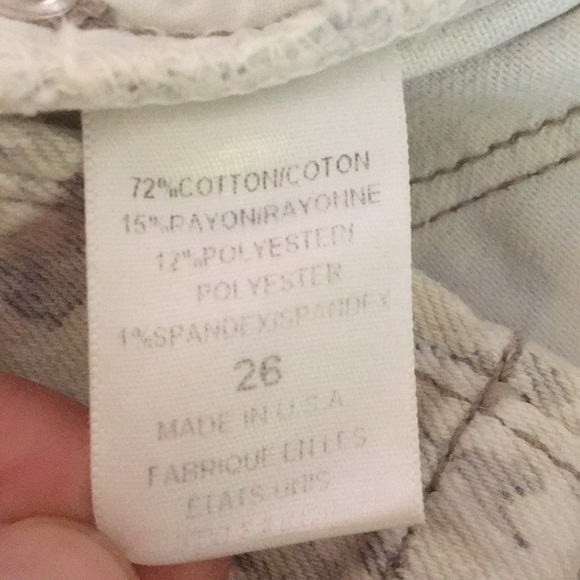 72%COTTON/COTON
15%RAYON/RAYONNE
12%POLYESTER/
POLYESTER
1%SPANDEX/SPANDEX
26
MADE IN U.S.A
FABRIQUE EN LES
ETATS-UNIS